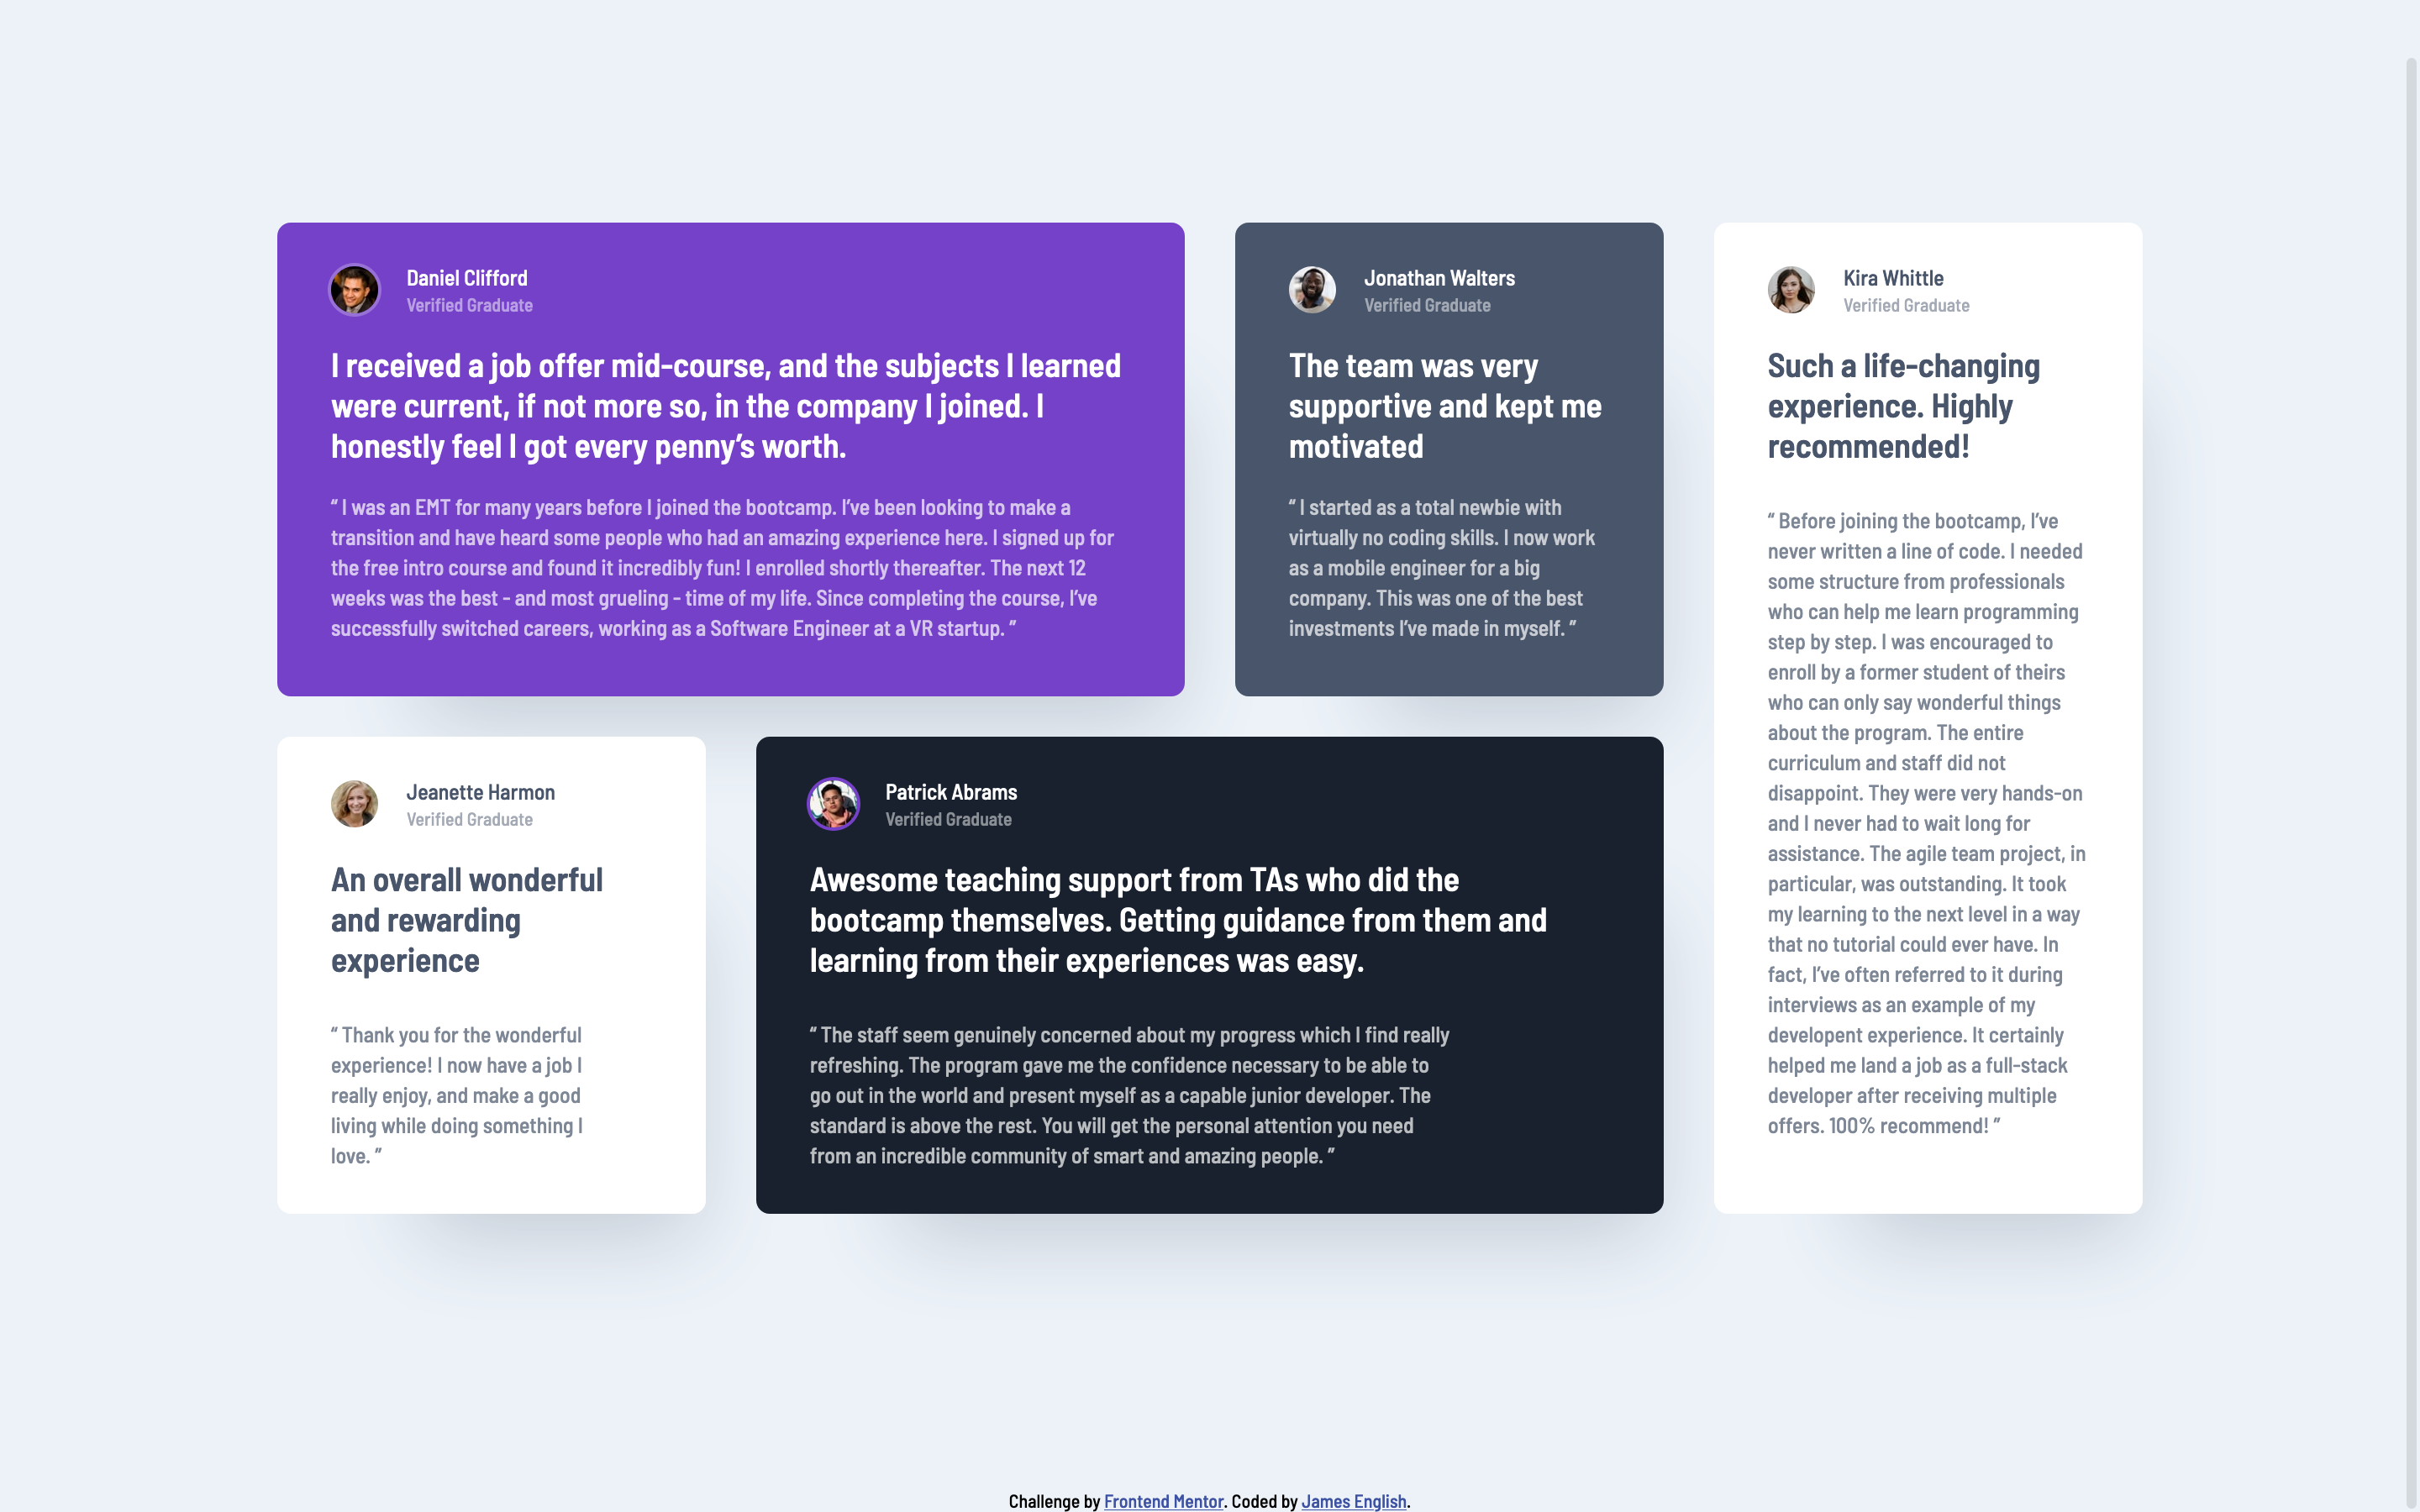 Daniel Clifford
Verified Graduate
I received a job offer mid-course, and the subjects I learned
were current, if not more so, in the company I joined. I
honestly feel I got every penny’s worth.
“ I was an EMT for many years before I joined the bootcamp. I’ve been looking to make a
transition and have heard some people who had an amazing experience here. I signed up for
the free intro course and found it incredibly fun! I enrolled shortly thereafter. The next 12
weeks was the best - and most grueling - time of my life. Since completing the course, I’ve
successfully switched careers, working as a Software Engineer at a VR startup. ”
Jonathan Walters
Verified Graduate
The team was very
supportive and kept me
motivated
“ I started as a total newbie with
virtually no coding skills. I now work
as a mobile engineer for a big
company. This was one of the best
investments I’ve made in myself. ”
Kira Whittle
Verified Graduate
Such a life-changing
experience. Highly
recommended!
“ Before joining the bootcamp, I’ve
never written a line of code. I needed
some structure from professionals
who can help me learn programming
step by step. I was encouraged to
enroll by a former student of theirs
who can only say wonderful things
about the program. The entire
curriculum and staff did not
disappoint. They were very hands-on
and I never had to wait long for
assistance. The agile team project, in
particular, was outstanding. It took
my learning to the next level in a way
that no tutorial could ever have. In
fact, I’ve often referred to it during
interviews as an example of my
developent experience. It certainly
helped me land a job as a full-stack
developer after receiving multiple
offers. 100% recommend! ”
Jeanette Harmon
Verified Graduate
An overall wonderful
and rewarding
experience
“ Thank you for the wonderful
experience! I now have a job I
really enjoy, and make a good
living while doing something I
love. ”
Patrick Abrams
Verified Graduate
Awesome teaching support from TAs who did the
bootcamp themselves. Getting guidance from them and
learning from their experiences was easy.
“ The staff seem genuinely concerned about my progress which I find really
refreshing. The program gave me the confidence necessary to be able to
go out in the world and present myself as a capable junior developer. The
standard is above the rest. You will get the personal attention you need
from an incredible community of smart and amazing people. ”
Challenge by Frontend Mentor. Coded by James English.